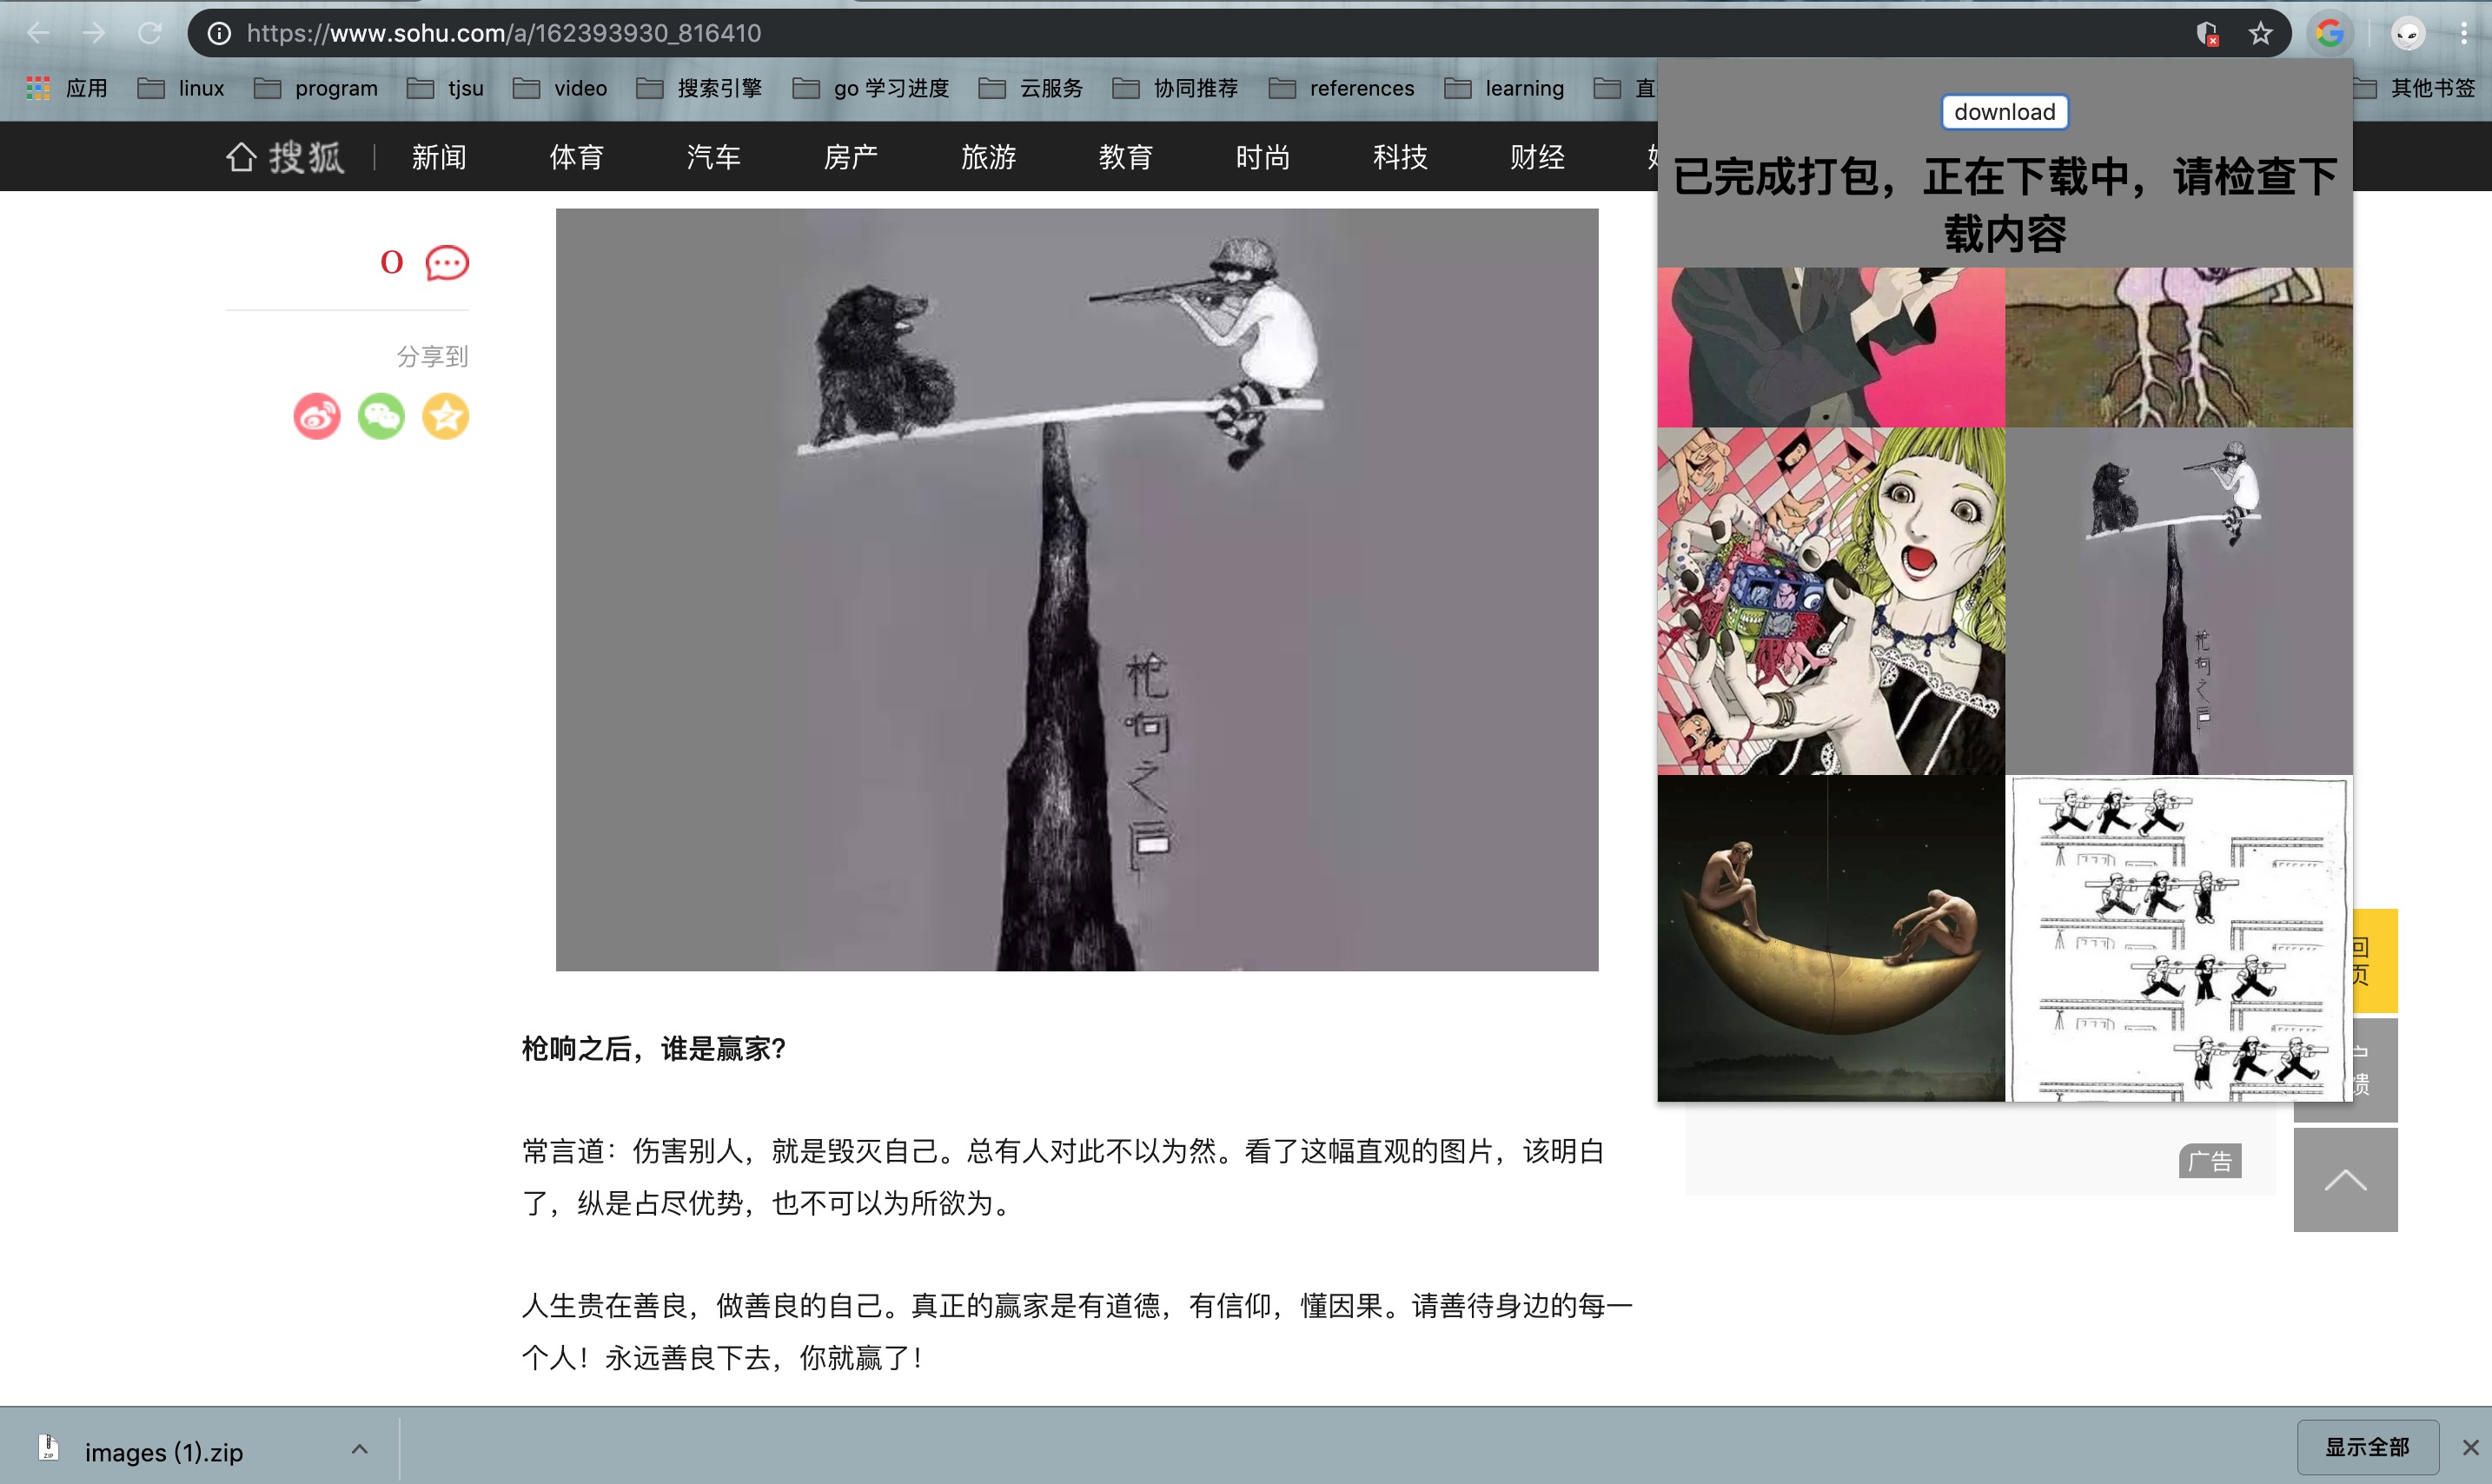 https://www.sohu.com/a/162393930_816410
应用 linux program tjsu video 搜索引擎 go 学习进度 云服务 协同推荐 references learning 直 其他书签
搜狐 新闻 体育 汽车 房产 旅游 教育 时尚 科技 财经
download
已完成打包，正在下载中，请检查下
载内容
0
分享到
枪
响
之
后
枪响之后，谁是赢家？
常言道：伤害别人，就是毁灭自己。总有人对此不以为然。看了这幅直观的图片，该明白
了，纵是占尽优势，也不可以为所欲为。
人生贵在善良，做善良的自己。真正的赢家是有道德，有信仰，懂因果。请善待身边的每一
个人！永远善良下去，你就赢了！
回
页
户
馈
广告
ZIP
images (1).zip
显示全部